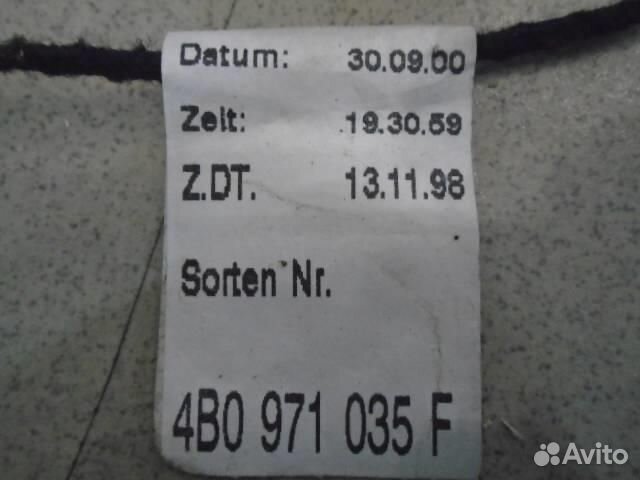 Datum: 30.09.00
Zeit: 19.30.59
Z.DT. 13.11.98
Sorten Nr.
4B0 971 035 F
Avito